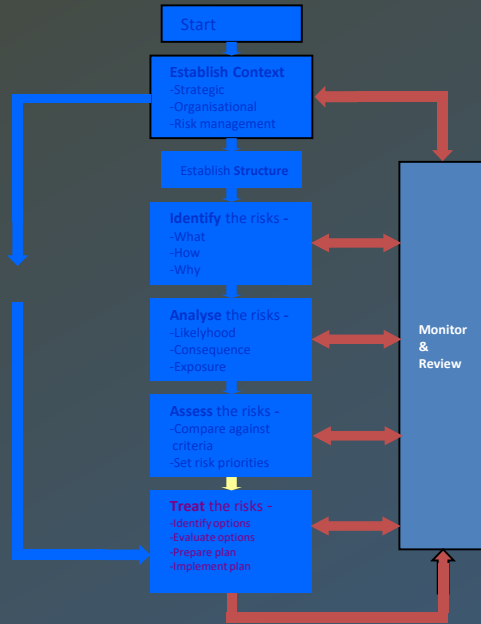 Start
Establish Context
-Strategic
-Organisational
-Risk management
Establish Structure
Identify the risks -
-What
-How
-Why
Analyse the risks -
-Likelyhood
-Consequence
-Exposure
Assess the risks -
-Compare against
criteria
-Set risk priorities
Treat the risks -
-Identify options
-Evaluate options
-Prepare plan
-Implement plan
Monitor
&
Review